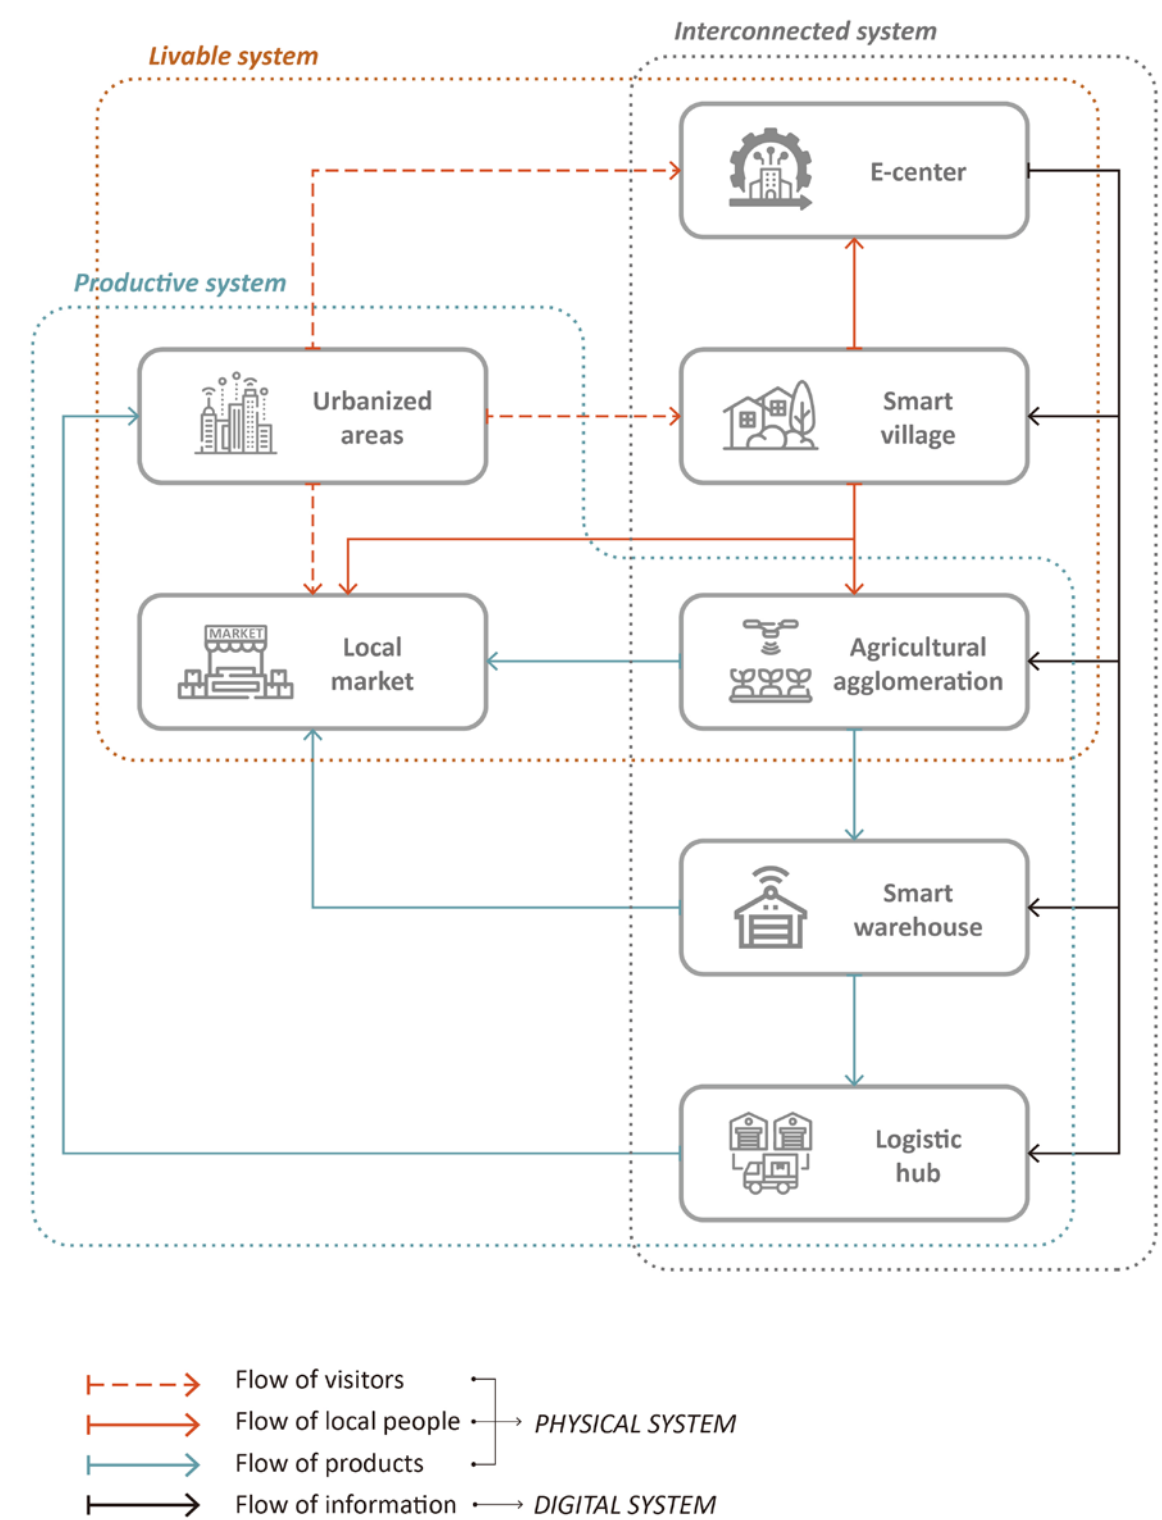 Interconnected system
Livable system
E-center
Productive system
Urbanized
areas
Smart
village
MARKET
Local
market
Agricultural
agglomeration
Smart
warehouse
Logistic
hub
Flow of visitors
Flow of local people
PHYSICAL SYSTEM
Flow of products
Flow of information
DIGITAL SYSTEM